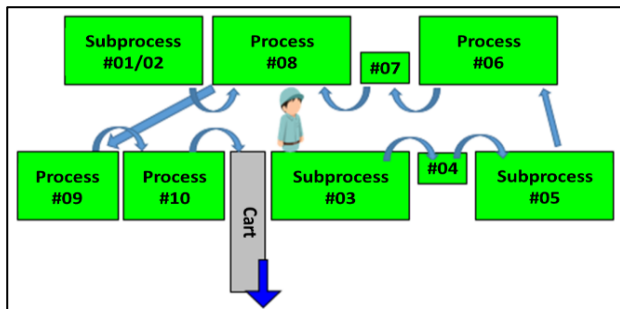 Subprocess
#01/02
Process
#08
#07
Process
#06
Process
#09
Process
#10
Cart
Subprocess
#03
#04
Subprocess
#05